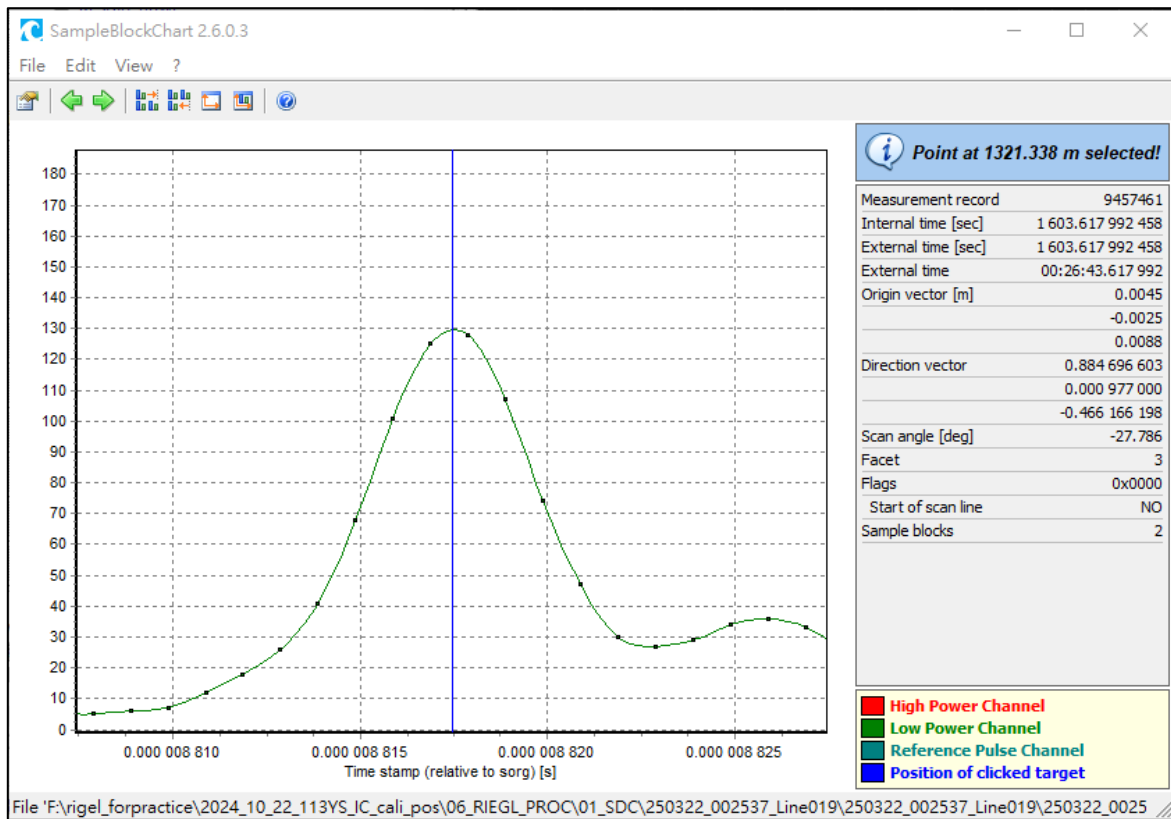 SampleBlockChart 2.6.0.3
File Edit View ?
Point at 1321.338 m selected!
180
170
160
150
140
130
120
110
100
90
80
70
60
50
40
30
20
10
0
0.000 008 810 0.000 008 815 0.000 008 820 0.000 008 825
Time stamp (relative to sorg) [s]
Measurement record 9457461
Internal time [sec] 1 603.617 992 458
External time [sec] 1 603.617 992 458
External time 00:26:43.617992
Origin vector [m] 0.0045
-0.0025
0.0088
Direction vector 0.884 696 603
0.000 977 000
-0.466 166 198
Scan angle [deg] -27.786
Facet 3
Flags 0x0000
Start of scan line NO
Sample blocks 2
High Power Channel
Low Power Channel
Reference Pulse Channel
Position of clicked target
File 'F:\rigel_forpractice\2024_10_22_113YS_IC_cali_pos\06_RIEGL_PROC\01_SDC\250322_002537_Line019\250322_002537_Line019\250322_0025